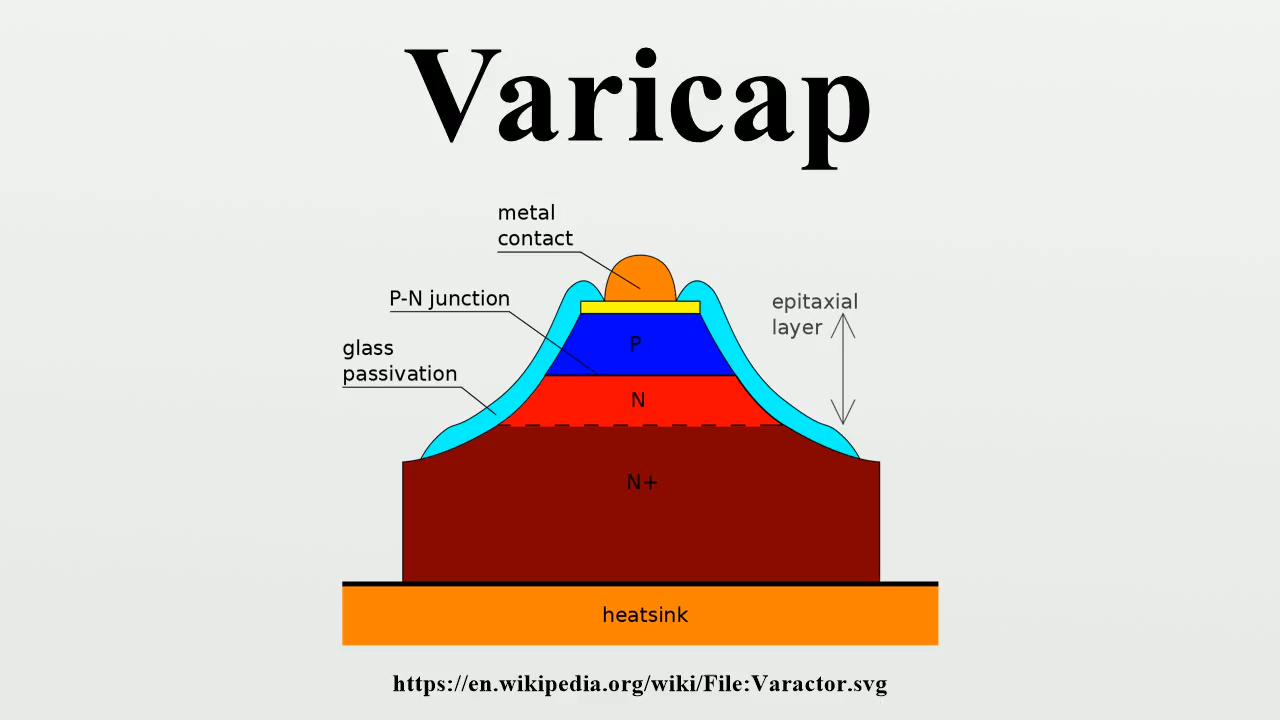 Varicap
metal
contact
P-N junction
epitaxial
layer
glass
passivation
P
N
N+
heatsink
https://en.wikipedia.org/wiki/File:Varactor.svg